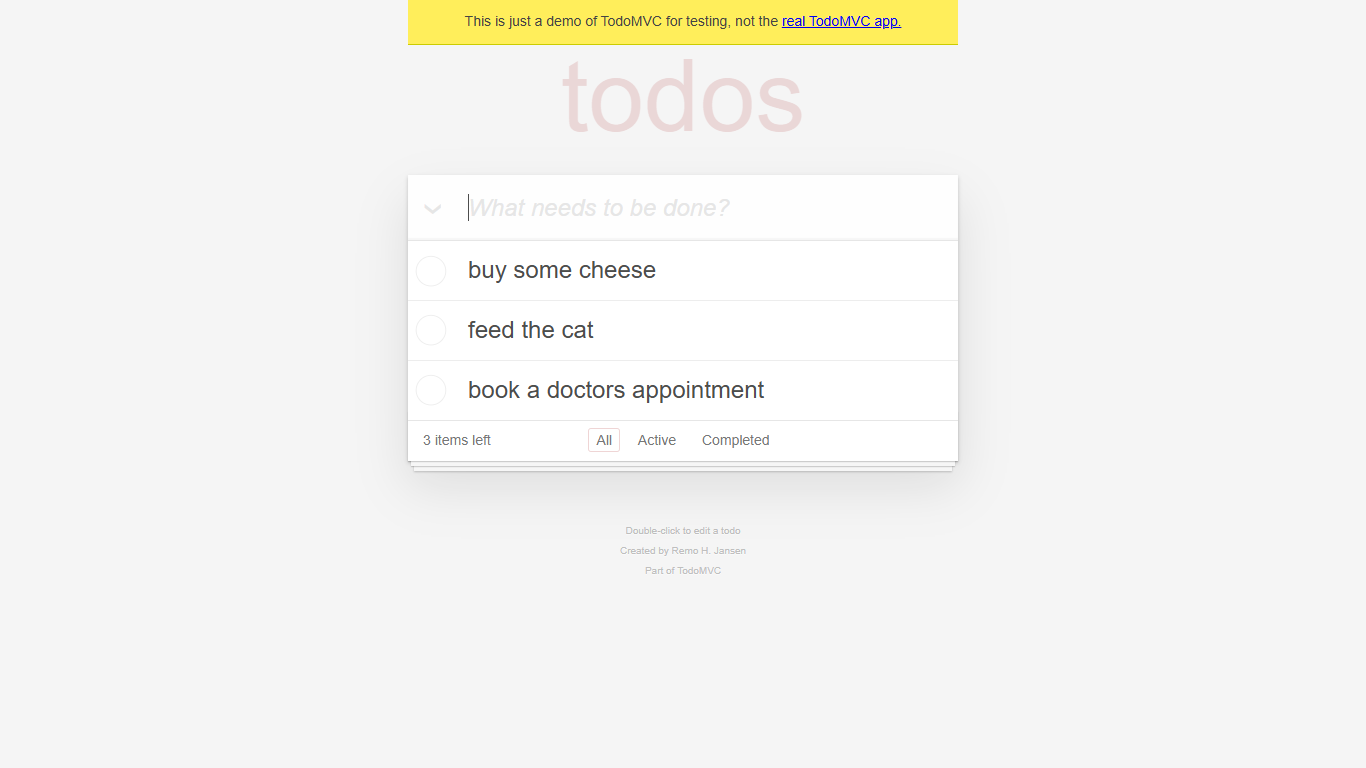 This is just a demo of TodoMVC for testing, not the real TodoMVC app.
todos
What needs to be done?
buy some cheese
feed the cat
book a doctors appointment
3 items left All Active Completed
Double-click to edit a todo
Created by Remo H. Jansen
Part of TodoMVC